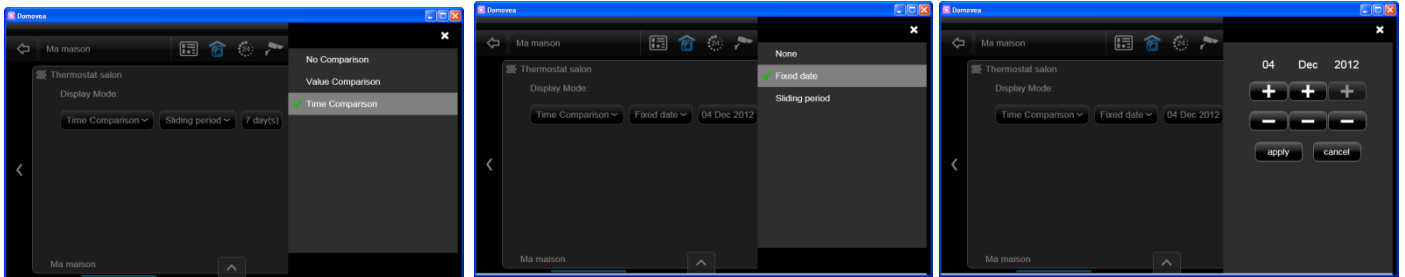 Domovea
Ma maison
24
No Comparison
Thermostat salon
Value Comparison
Display Mode:
Time Comparison
Time Comparison Sliding period 7 day(s)
Ma maison
Domovea
Ma maison
24
None
Thermostat salon
Fixed date
Display Mode:
Sliding period
Time Comparison Fixed date 04 Dec 2012
Ma maison
Domovea
Ma maison
24
04 Dec 2012
Thermostat salon
Display Mode:
Time Comparison Fixed date 04 Dec 2012
apply cancel
Ma maison